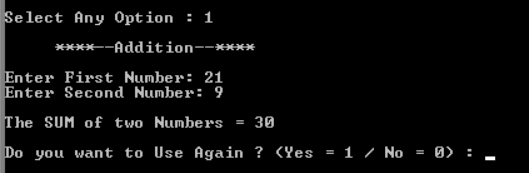 Select Any Option : 1
****--Addition--****
Enter First Number: 21
Enter Second Number: 9
The SUM of two Numbers = 30
Do you want to Use Again ? (Yes = 1 / No = 0) : _